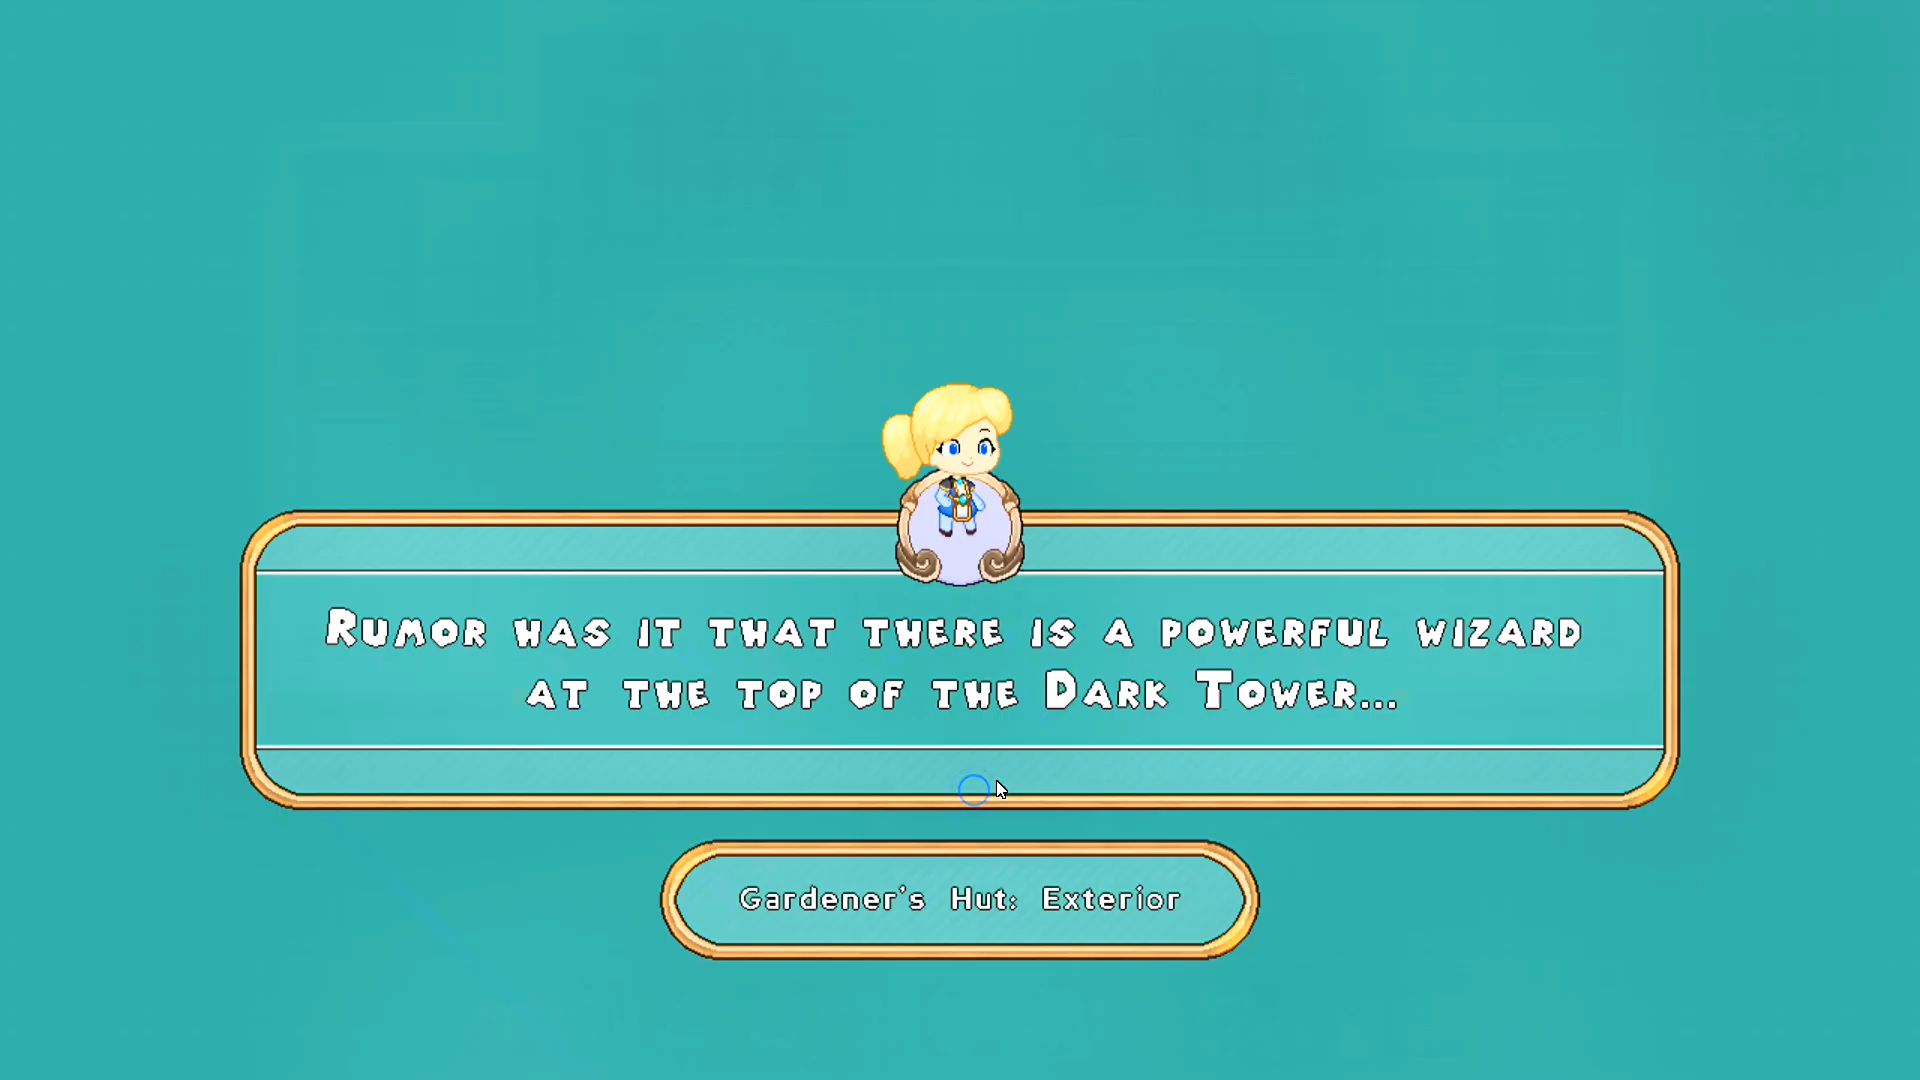 Rumor was it that there is a powerful wizard
at the top of the Dark Tower...
Gardener's Hut: Exterior